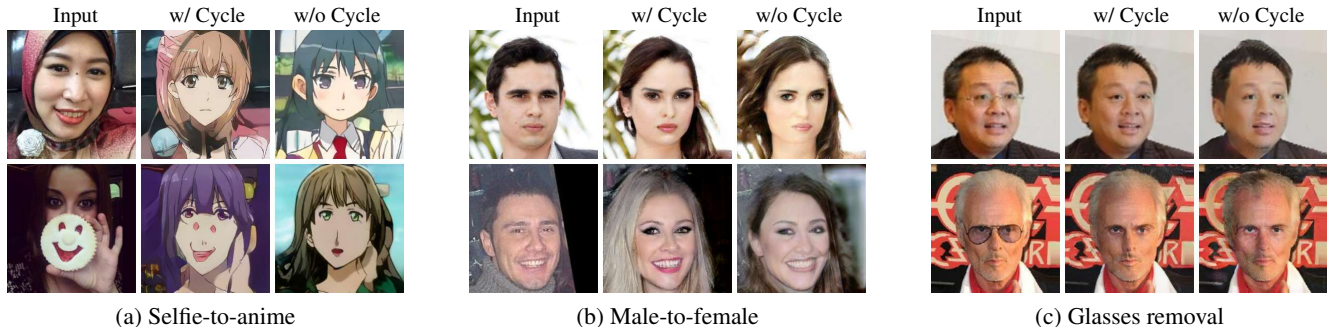 Input w/ Cycle w/o Cycle Input w/ Cycle w/o Cycle Input w/ Cycle w/o Cycle
(a) Selfie-to-anime (b) Male-to-female (c) Glasses removal